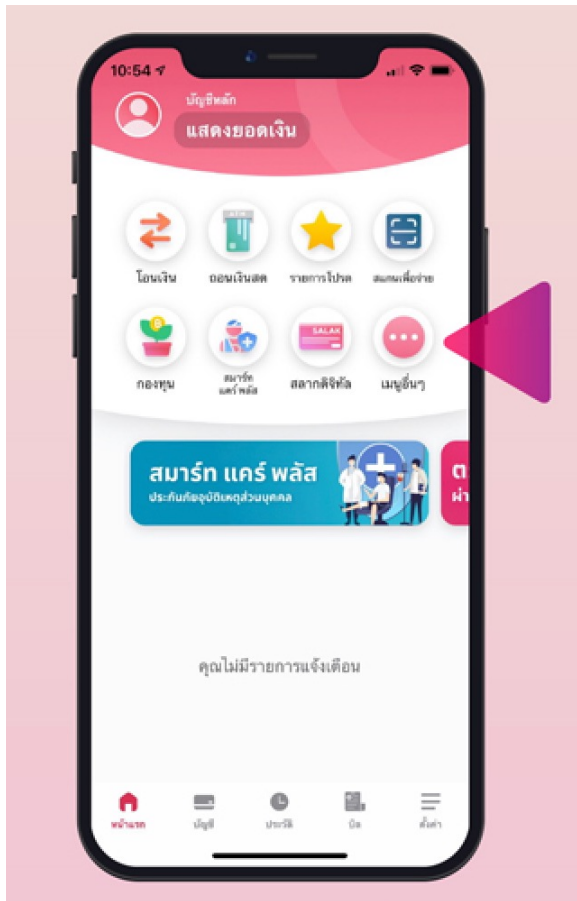 10:54
บัญชีหลัก
แสดงยอดเงิน
โอนเงิน
ATM
ถอนเงินสด
รายการโปรด
สแกนเพื่อจ่าย
กองทุน
สมาร์ท
แคร์ พลัส
SALAK
สลากดิจิทัล
เมนูอื่นๆ
สมาร์ท แคร์ พลัส
ประกันภัยอุบัติเหตุส่วนบุคคล
คุณไม่มีรายการแจ้งเตือน
หน้าแรก
บัญชี
ประวัติ
บิล
ตั้งค่า